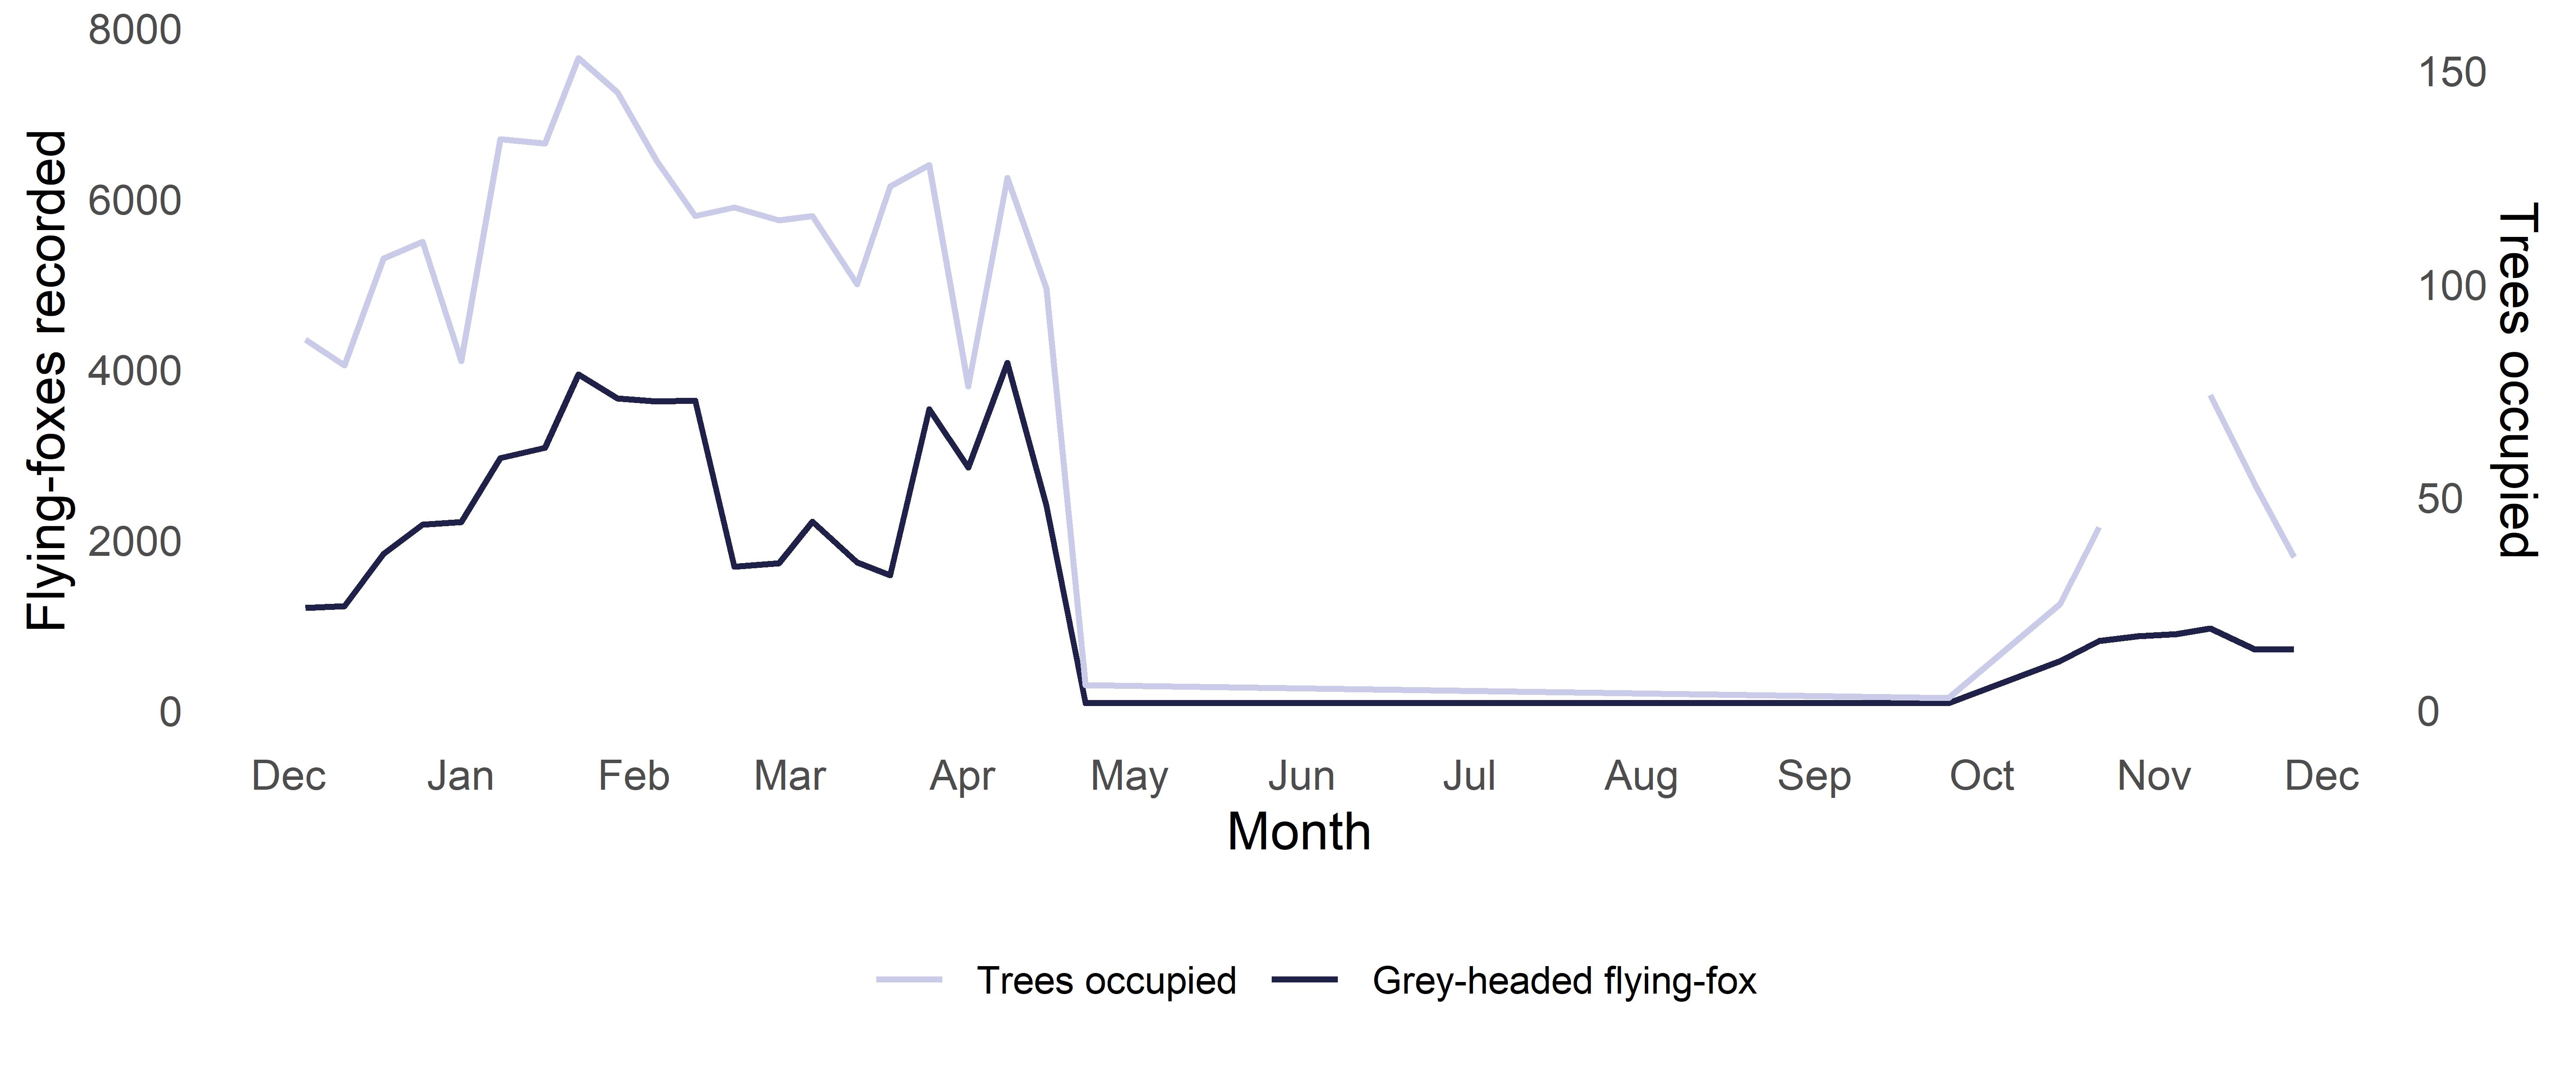 8000
6000
4000
2000
0
Flying-foxes recorded
150
100
50
0
Trees occupied
Dec Jan Feb Mar Apr May Jun Jul Aug Sep Oct Nov Dec
Month
Trees occupied Grey-headed flying-fox